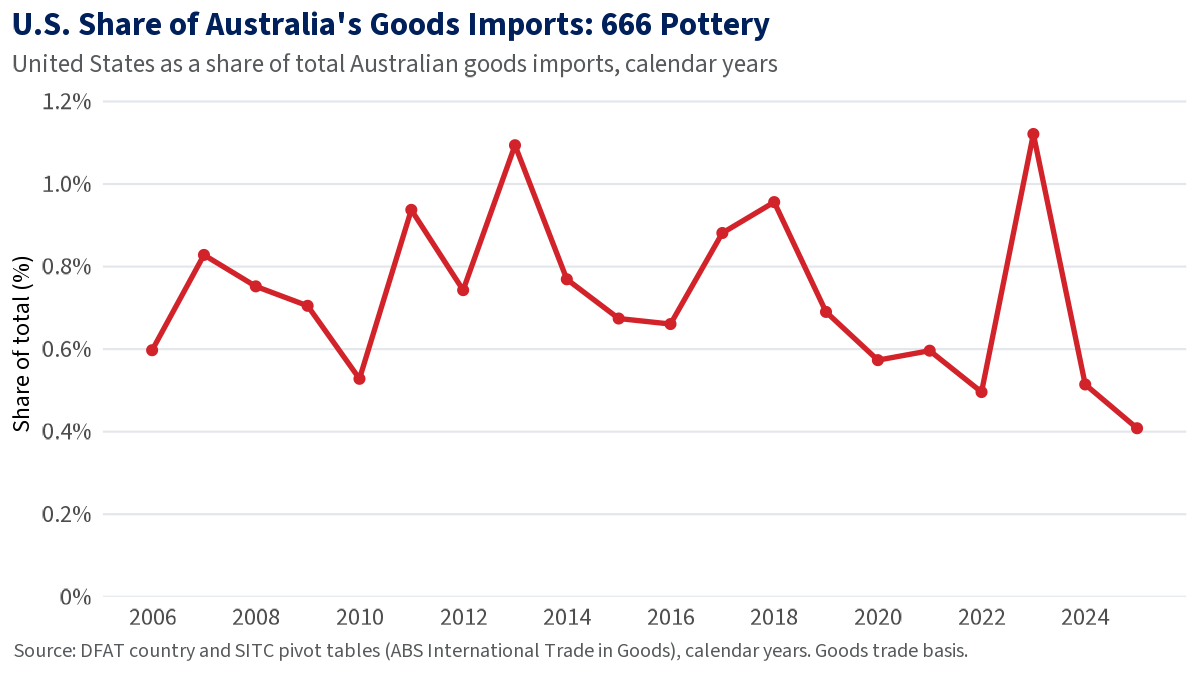 U.S. Share of Australia's Goods Imports: 666 Pottery
United States as a share of total Australian goods imports, calendar years
1.2%
1.0%
0.8%
0.6%
0.4%
0.2%
0%
Share of total (%)
2006 2008 2010 2012 2014 2016 2018 2020 2022 2024
Source: DFAT country and SITC pivot tables (ABS International Trade in Goods), calendar years. Goods trade basis.